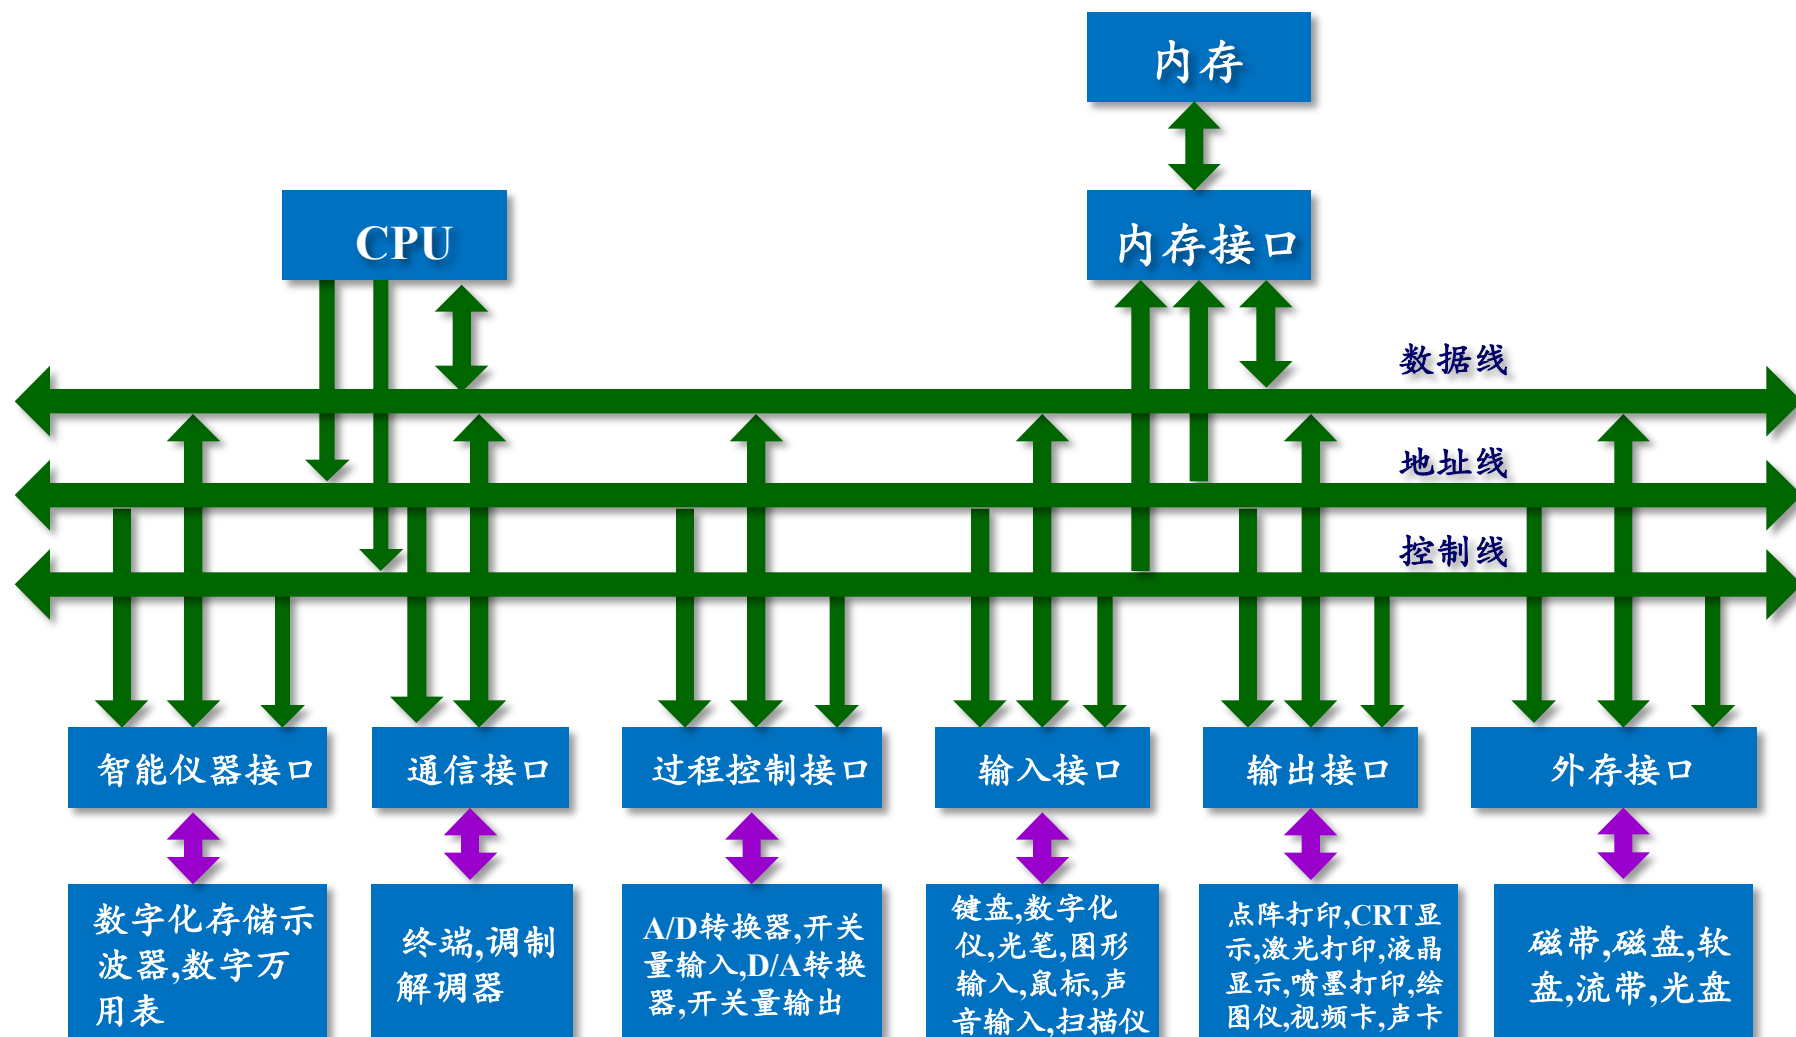 内存
CPU
内存接口
数据线
地址线
控制线
智能仪器接口
通信接口
过程控制接口
输入接口
输出接口
外存接口
数字化存储示
波器,数字万
用表
终端,调制
解调器
A/D转换器,开关
量输入,D/A转换
器,开关量输出
键盘,数字化
仪,光笔,图形
输入,鼠标,声
音输入,扫描仪
点阵打印,CRT显
示,激光打印,液晶
显示,喷墨打印,绘
图仪,视频卡,声卡
磁带,磁盘,软
盘,流带,光盘